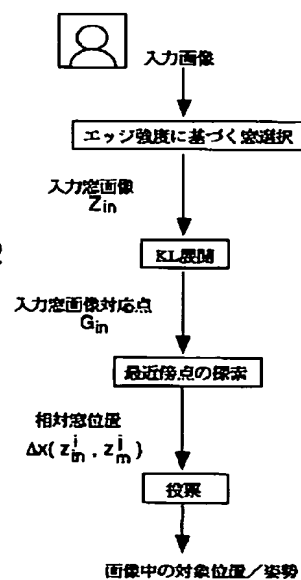 入力画像
エッジ強度に基づく窓選択
入力窓画像
Zin
KL展開
入力窓画像対応点
Gin
最近傍点の探索
相対窓位置
Δx( z^i_in , z^j_m )
投票
画像中の対象位置／姿勢